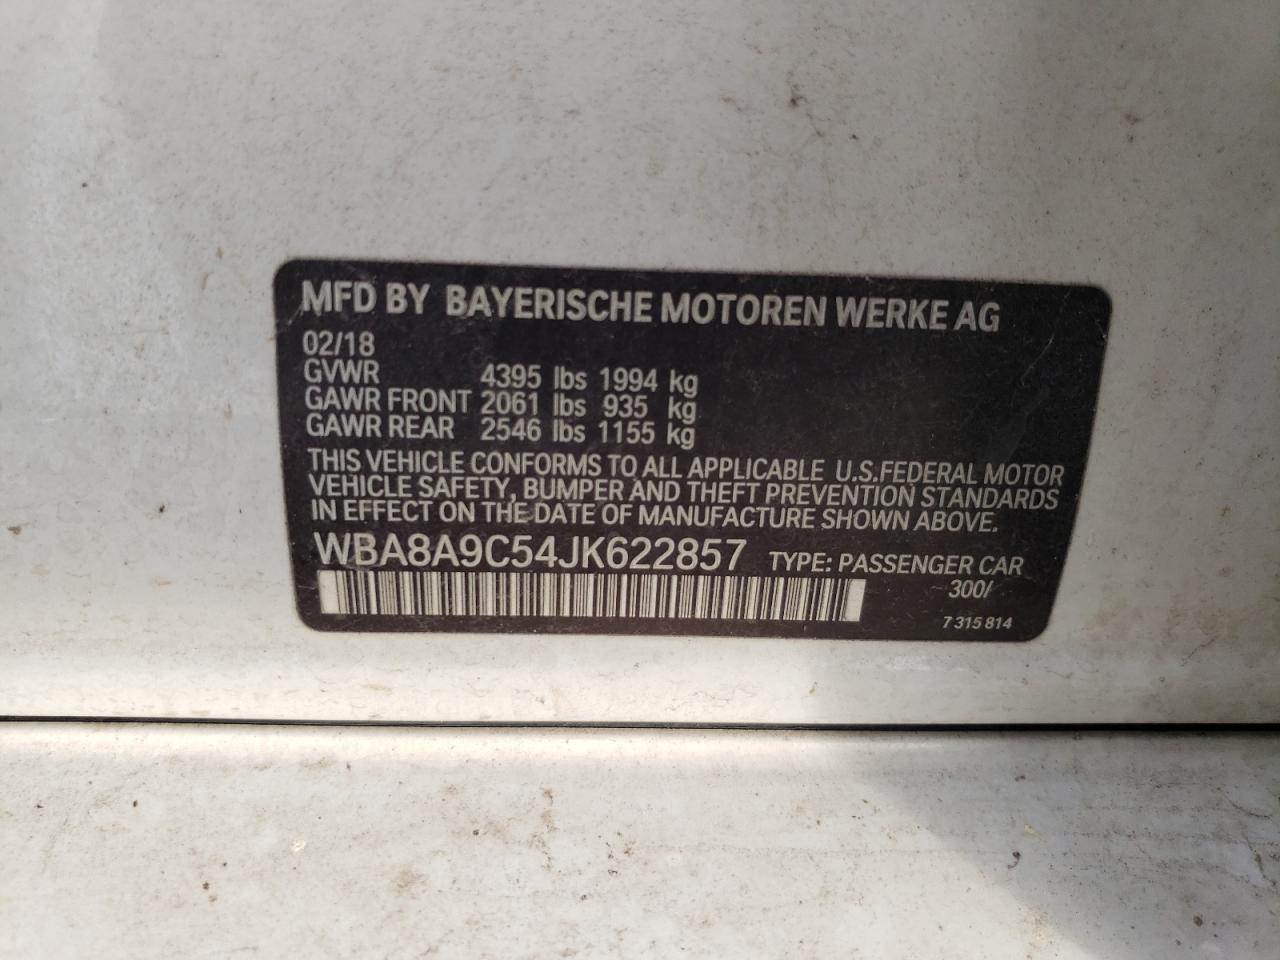 MFD BY BAYERISCHE MOTOREN WERKE AG
02/18
GVWR 4395 lbs 1994 kg
GAWR FRONT 2061 lbs 935 kg
GAWR REAR 2546 lbs 1155 kg
THIS VEHICLE CONFORMS TO ALL APPLICABLE U.S.FEDERAL MOTOR
VEHICLE SAFETY, BUMPER AND THEFT PREVENTION STANDARDS
IN EFFECT ON THE DATE OF MANUFACTURE SHOWN ABOVE.
WBA8A9C54JK622857 TYPE: PASSENGER CAR
300/
7 315 814